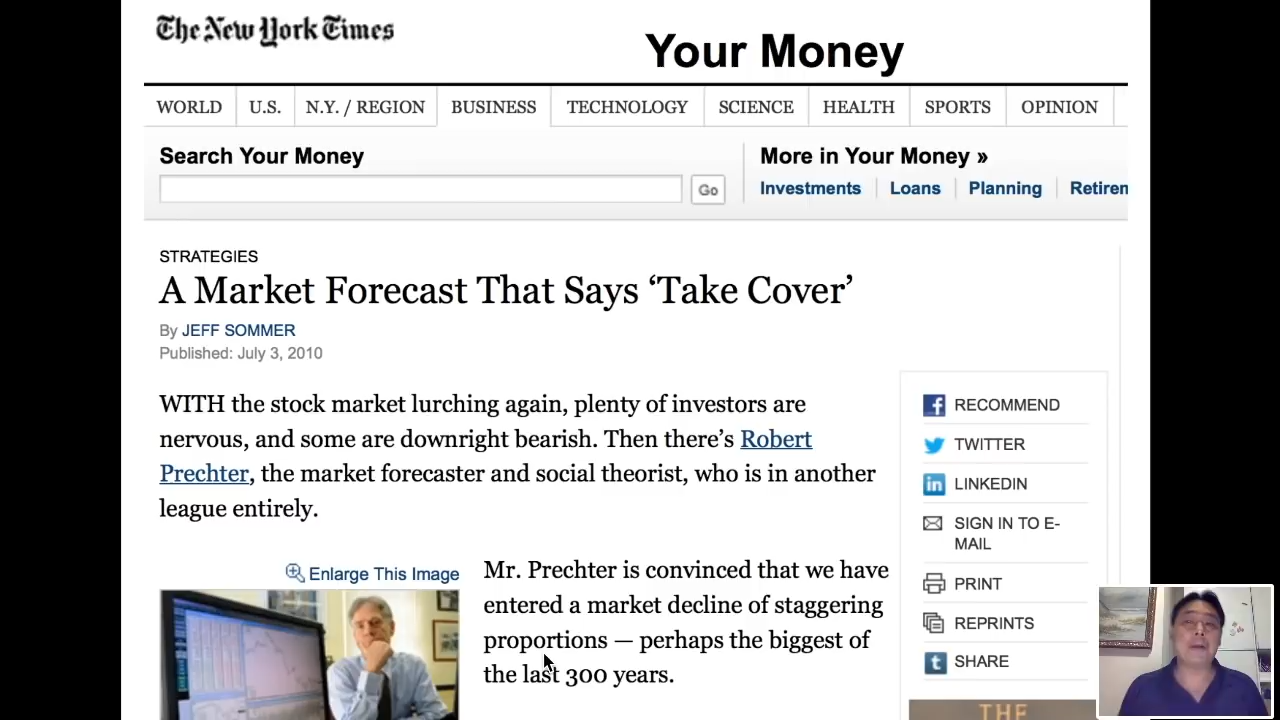 The New York Times
Your Money
WORLD U.S. N.Y. / REGION BUSINESS TECHNOLOGY SCIENCE HEALTH SPORTS OPINION
Search Your Money
Go
More in Your Money »
Investments Loans Planning Retirem
STRATEGIES
A Market Forecast That Says ‘Take Cover’
By JEFF SOMMER
Published: July 3, 2010
WITH the stock market lurching again, plenty of investors are
nervous, and some are downright bearish. Then there’s Robert
Prechter, the market forecaster and social theorist, who is in another
league entirely.
Enlarge This Image
Mr. Prechter is convinced that we have
entered a market decline of staggering
proportions — perhaps the biggest of
the last 300 years.
RECOMMEND
TWITTER
LINKEDIN
SIGN IN TO E-
MAIL
PRINT
REPRINTS
SHARE
THE